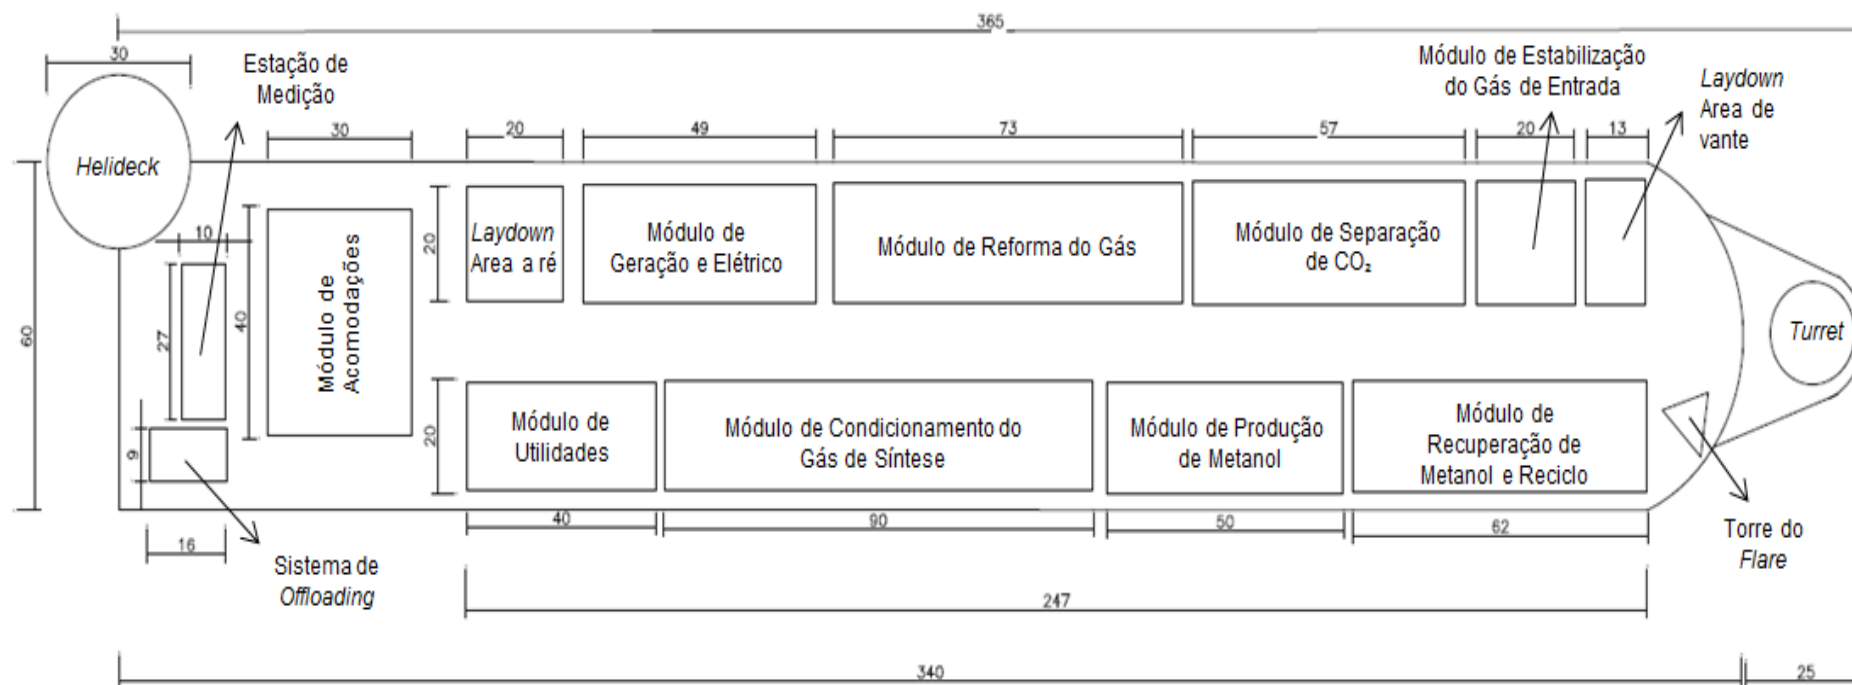 365
30
Estação de
Medição
Módulo de Estabilização
do Gás de Entrada
Laydown
Area de
vante
30
20
49
73
57
20
13
Helideck
Laydown
Area a ré
Módulo de
Geração e Elétrico
Módulo de Reforma do Gás
Módulo de Separação
de CO₂
10
20
60
27
40
Módulo de
Acomodações
Turret
9
20
Módulo de
Utilidades
Módulo de Condicionamento do
Gás de Síntese
Módulo de Produção
de Metanol
Módulo de
Recuperação de
Metanol e Reciclo
16
40
90
50
62
Torre do
Flare
Sistema de
Offloading
247
340
25